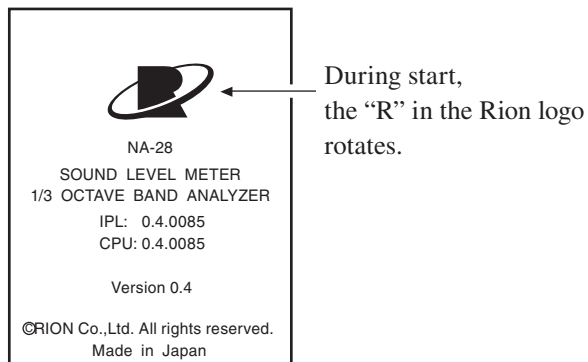 R
NA-28
SOUND LEVEL METER
1/3 OCTAVE BAND ANALYZER
IPL: 0.4.0085
CPU: 0.4.0085
Version 0.4
©RION Co.,Ltd. All rights reserved.
Made in Japan
During start,
the “R” in the Rion logo
rotates.